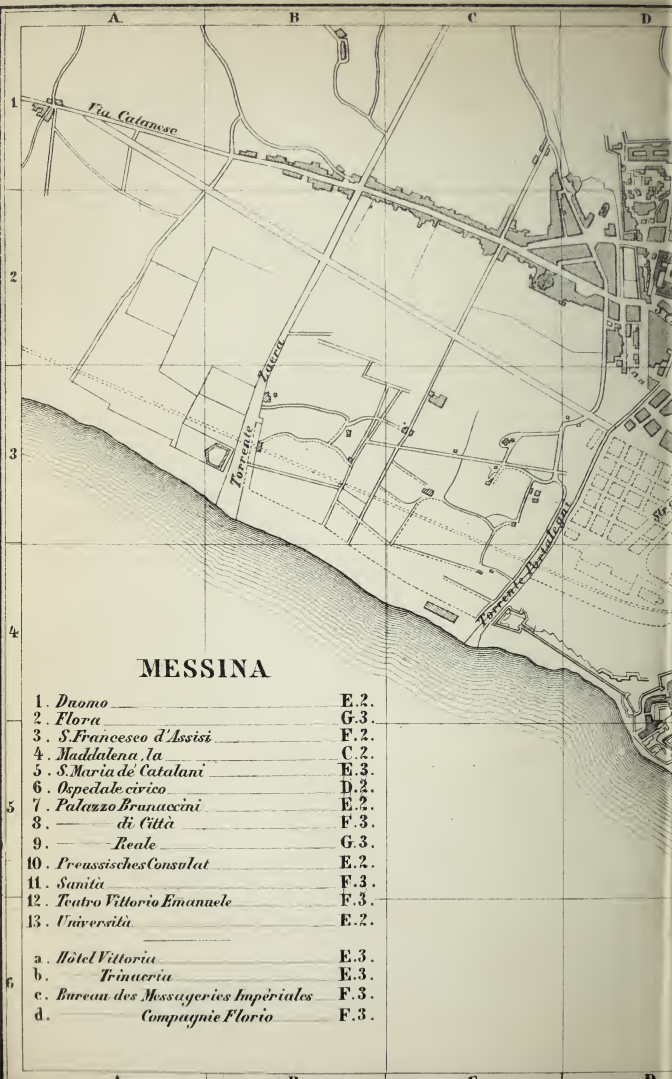 A B C D
1
Via Catanese
2
Zaera
3
Torrente
Str.
Torrente Portalegni
4
MESSINA
1. Duomo E.2.
2. Flora G.3.
3. S. Francesco d'Assisi F.2.
4. Maddalena, la C.2.
5. S. Maria de' Catalani E.3.
6. Ospedale civico D.2.
5
7. Palazzo Brunaccini E.2.
8. — di Città F.3.
9. — Reale G.3.
10. Preussisches Consulat E.2.
11. Sanità F.3.
12. Teatro Vittorio Emanuele F.3.
13. Università E.2.
a. Hôtel Vittoria E.3.
6
b. Trinacria E.3.
c. Bureau des Messageries Impériales F.3.
d. Compagnie Florio F.3.
A B C D